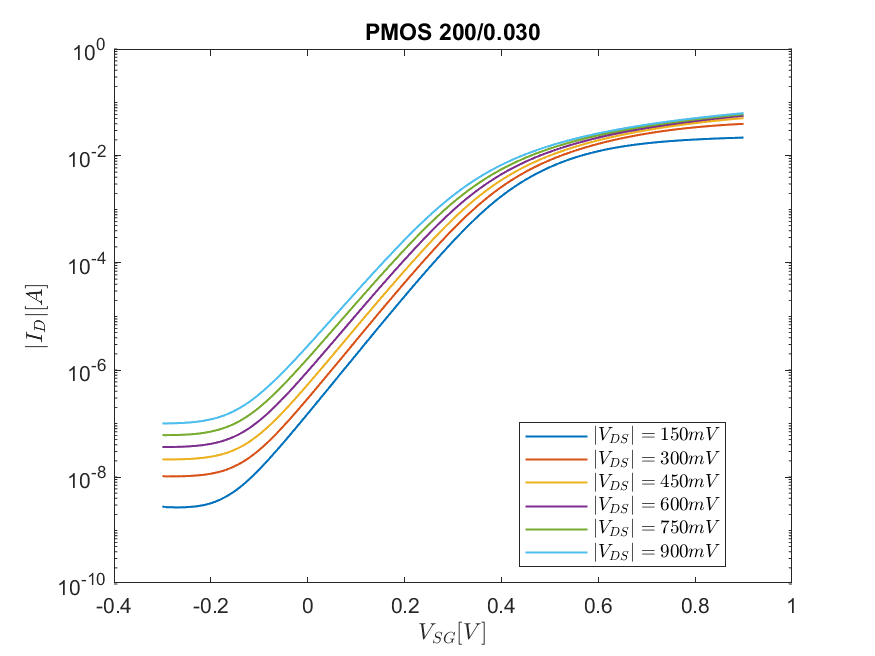 PMOS 200/0.030
10^0
10^-2
10^-4
10^-6
10^-8
10^-10
|I_D|[A]
-0.4 -0.2 0 0.2 0.4 0.6 0.8 1
V_SG[V]
|V_DS| = 150mV
|V_DS| = 300mV
|V_DS| = 450mV
|V_DS| = 600mV
|V_DS| = 750mV
|V_DS| = 900mV